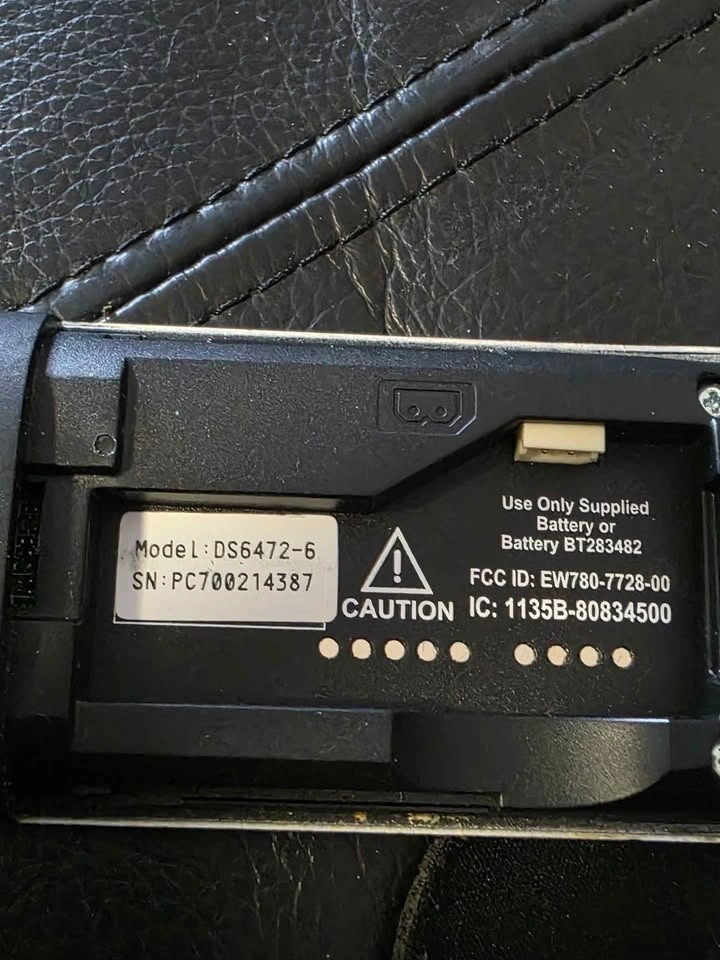 Model:DS6472-6
SN:PC700214387
CAUTION
Use Only Supplied
Battery or
Battery BT283482
FCC ID: EW780-7728-00
IC: 1135B-80834500